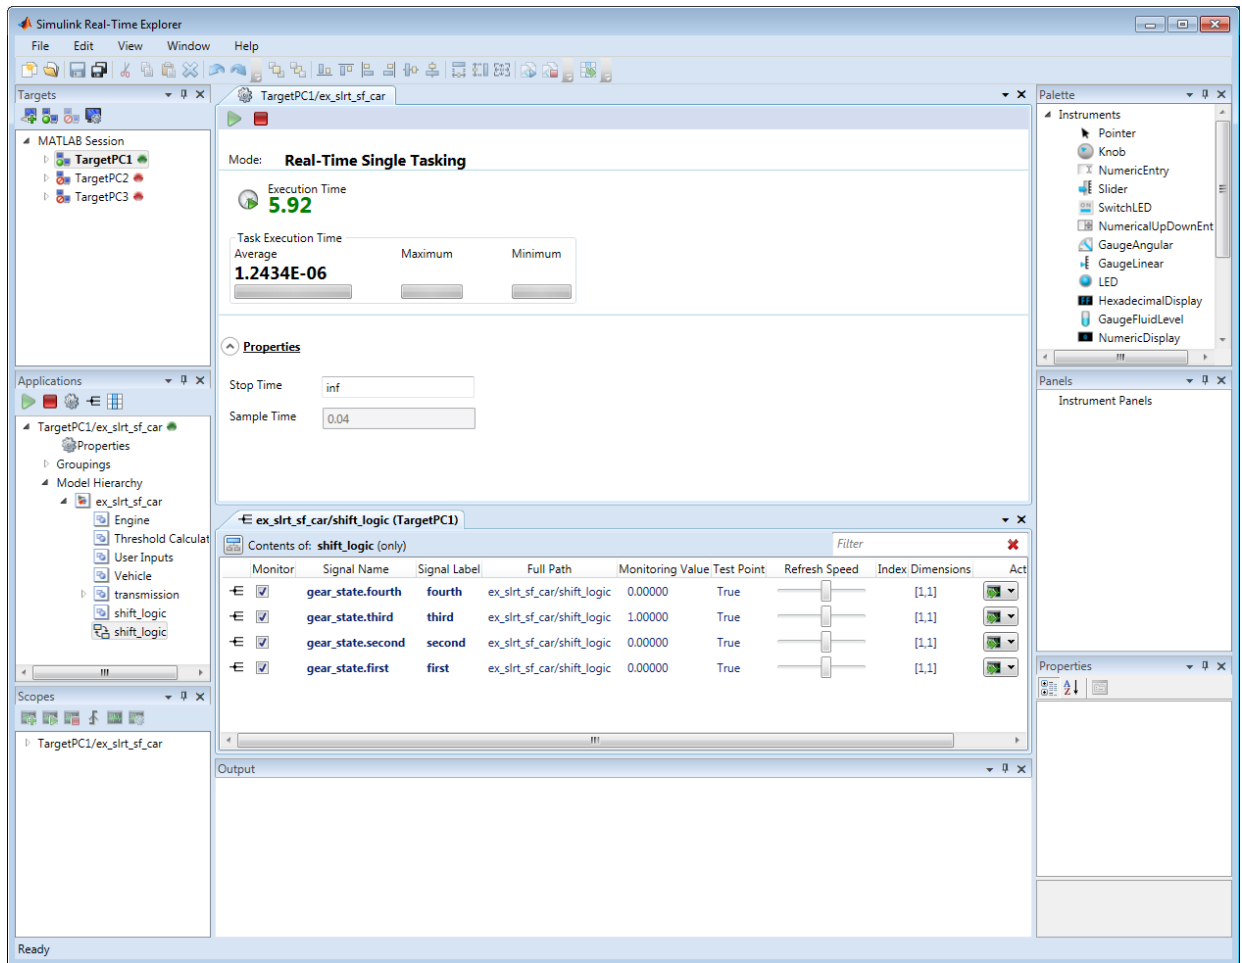 Simulink Real-Time Explorer
File Edit View Window Help
Targets
MATLAB Session
TargetPC1
TargetPC2
TargetPC3
Applications
TargetPC1/ex_slrt_sf_car
Properties
Groupings
Model Hierarchy
ex_slrt_sf_car
Engine
Threshold Calculat
User Inputs
Vehicle
transmission
shift_logic
shift_logic
Scopes
TargetPC1/ex_slrt_sf_car
TargetPC1/ex_slrt_sf_car
Mode: Real-Time Single Tasking
Execution Time
5.92
Task Execution Time
Average Maximum Minimum
1.2434E-06
Properties
Stop Time inf
Sample Time 0.04
ex_slrt_sf_car/shift_logic (TargetPC1)
Contents of: shift_logic (only) Filter
Monitor Signal Name Signal Label Full Path Monitoring Value Test Point Refresh Speed Index Dimensions Act
gear_state.fourth fourth ex_slrt_sf_car/shift_logic 0.00000 True [1,1]
gear_state.third third ex_slrt_sf_car/shift_logic 1.00000 True [1,1]
gear_state.second second ex_slrt_sf_car/shift_logic 0.00000 True [1,1]
gear_state.first first ex_slrt_sf_car/shift_logic 0.00000 True [1,1]
Output
Palette
Instruments
Pointer
Knob
NumericEntry
Slider
SwitchLED
NumericalUpDownEnt
GaugeAngular
GaugeLinear
LED
HexadecimalDisplay
GaugeFluidLevel
NumericDisplay
Panels
Instrument Panels
Properties
Ready